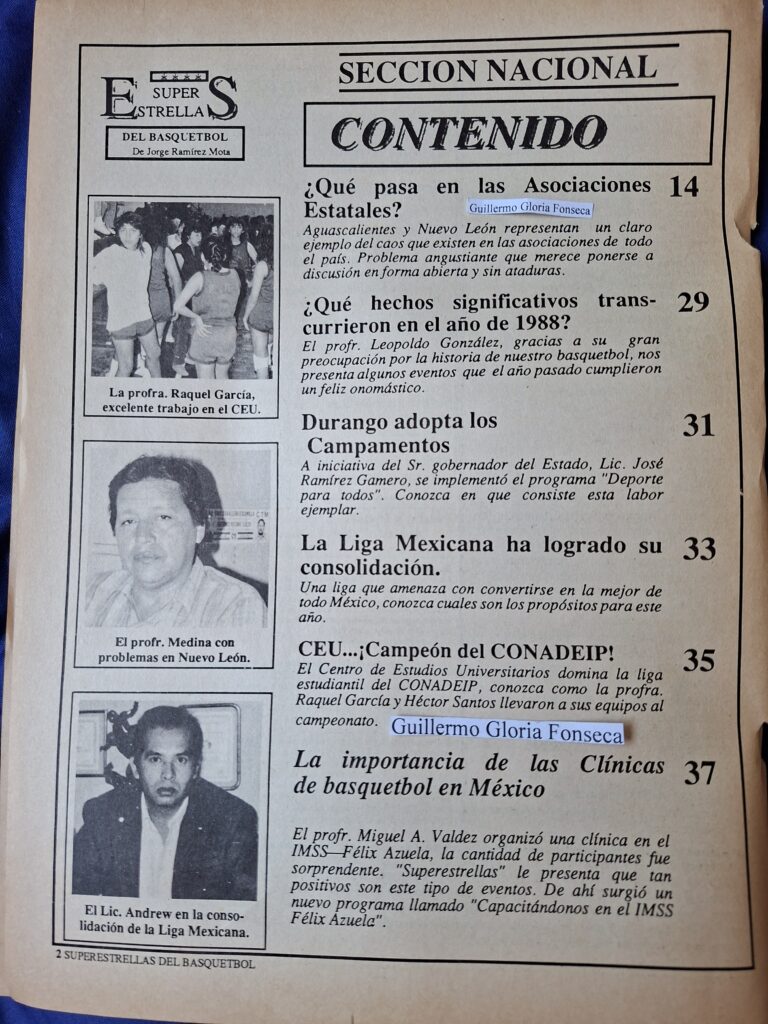 SUPER
ESTRELLAS
DEL BASQUETBOL
De Jorge Ramírez Mota
SECCION NACIONAL
CONTENIDO
La profra. Raquel García,
excelente trabajo en el CEU.
El profr. Medina con
problemas en Nuevo León.
El Lic. Andrew en la conso-
lidación de la Liga Mexicana.
¿Qué pasa en las Asociaciones 14
Estatales?
Guillermo Gloria Fonseca
Aguascalientes y Nuevo León representan un claro
ejemplo del caos que existen en las asociaciones de todo
el país. Problema angustiante que merece ponerse a
discusión en forma abierta y sin ataduras.
¿Qué hechos significativos trans- 29
currieron en el año de 1988?
El profr. Leopoldo González, gracias a su gran
preocupación por la historia de nuestro basquetbol, nos
presenta algunos eventos que el año pasado cumplieron
un feliz onomástico.
Durango adopta los 31
Campamentos
A iniciativa del Sr. gobernador del Estado, Lic. José
Ramírez Gamero, se implementó el programa "Deporte
para todos". Conozca en que consiste esta labor
ejemplar.
La Liga Mexicana ha logrado su 33
consolidación.
Una liga que amenaza con convertirse en la mejor de
todo México, conozca cuales son los propósitos para este
año.
CEU...¡Campeón del CONADEIP! 35
El Centro de Estudios Universitarios domina la liga
estudiantil del CONADEIP, conozca como la profra.
Raquel García y Héctor Santos llevaron a sus equipos al
campeonato.
Guillermo Gloria Fonseca
La importancia de las Clínicas 37
de basquetbol en México
El profr. Miguel A. Valdez organizó una clínica en el
IMSS—Félix Azuela, la cantidad de participantes fue
sorprendente. "Superestrellas" le presenta que tan
positivos son este tipo de eventos. De ahí surgió un
nuevo programa llamado "Capacitándonos en el IMSS
Félix Azuela".
2 SUPERESTRELLAS DEL BASQUETBOL